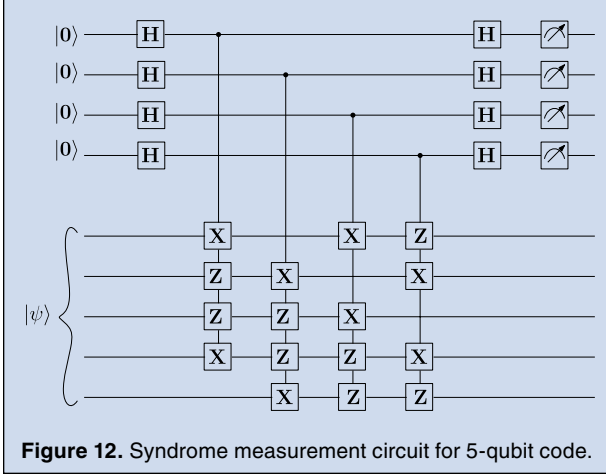 |0⟩ H H
|0⟩ H H
|0⟩ H H
|0⟩ H H
X X Z
Z X X
|ψ⟩ Z Z X
X Z Z X
X Z Z
Figure 12. Syndrome measurement circuit for 5-qubit code.